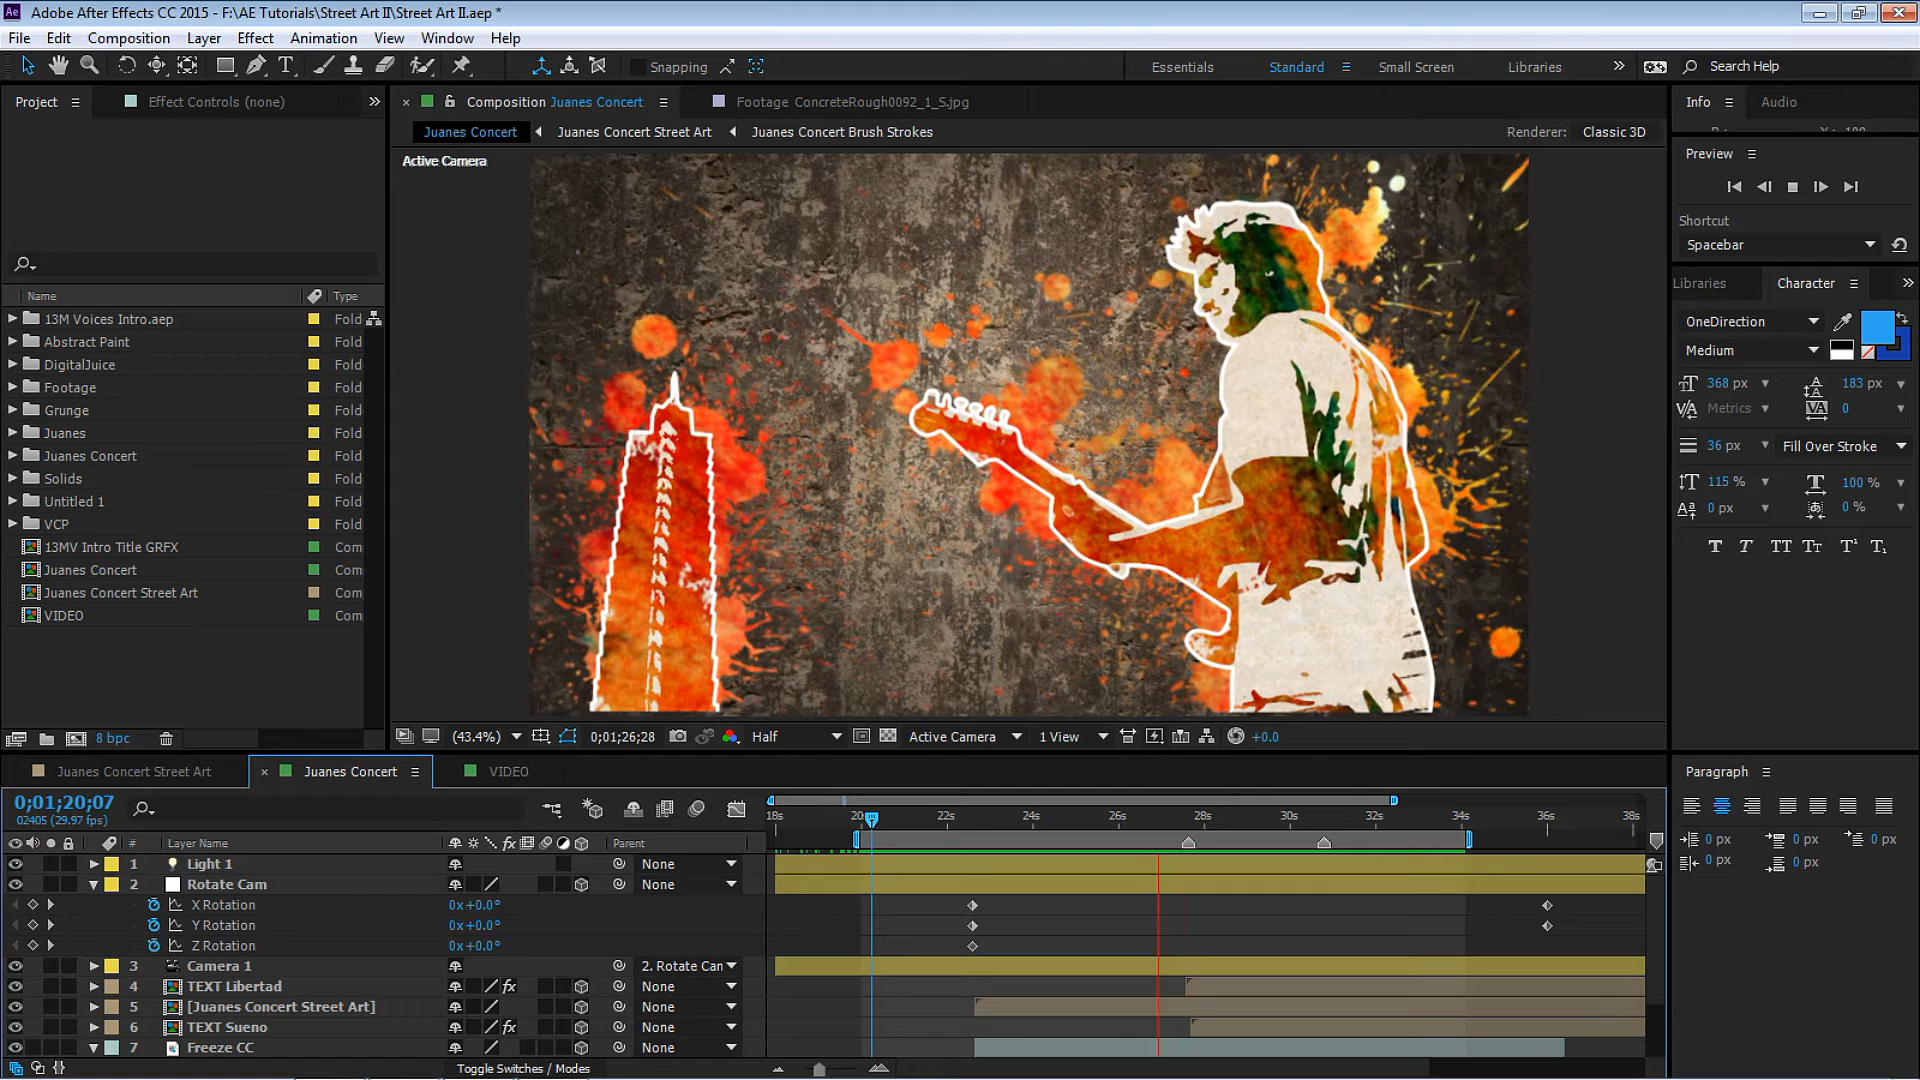 Adobe After Effects CC 2015 - F:\AE Tutorials\Street Art II\Street Art II.aep *
File Edit Composition Layer Effect Animation View Window Help
Snapping
Essentials Standard Small Screen Libraries Search Help
Project Effect Controls (none)
Composition Juanes Concert
Footage ConcreteRough0092_1_S.jpg
Info Audio
Juanes Concert Juanes Concert Street Art Juanes Concert Brush Strokes
Renderer: Classic 3D
Active Camera
Preview
Shortcut
Spacebar
Name Type
13M Voices Intro.aep Fold
Abstract Paint Fold
DigitalJuice Fold
Footage Fold
Grunge Fold
Juanes Fold
Juanes Concert Fold
Solids Fold
Untitled 1 Fold
VCP Fold
13MV Intro Title GRFX Com
Juanes Concert Com
Juanes Concert Street Art Com
VIDEO Com
8 bpc
Libraries Character
OneDirection
Medium
368 px 183 px
Metrics 0
36 px Fill Over Stroke
115 % 100 %
0 px 0 %
(43.4%) 0;01;26;28 Half Active Camera 1 View +0.0
Juanes Concert Street Art Juanes Concert VIDEO
Paragraph
0;01;20;07
02405 (29.97 fps)
18s 20s 22s 24s 26s 28s 30s 32s 34s 36s 38s
0 px 0 px 0 px
0 px 0 px
# Layer Name Parent
1 Light 1 None
2 Rotate Cam None
X Rotation 0x+0.0°
Y Rotation 0x+0.0°
Z Rotation 0x+0.0°
3 Camera 1 2. Rotate Can
4 TEXT Libertad fx None
5 [Juanes Concert Street Art] None
6 TEXT Sueno fx None
7 Freeze CC None
Toggle Switches / Modes